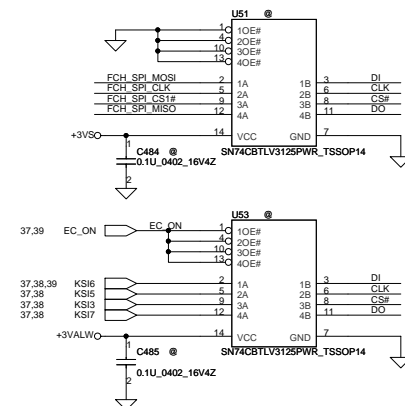 U51 @
1 1OE#
4 2OE#
10 3OE#
13 4OE#
FCH_SPI_MOSI 2 1A 1B 3 DI
FCH_SPI_CLK 5 2A 2B 6 CLK
FCH_SPI_CS1# 9 3A 3B 8 CS#
FCH_SPI_MISO 12 4A 4B 11 DO
+3VS 14 VCC GND 7
1 C484 @ SN74CBTLV3125PWR_TSSOP14
0.1U_0402_16V4Z
2
U53 @
37,39 EC_ON EC_ON 1 1OE#
4 2OE#
10 3OE#
13 4OE#
37,38,39 KSI6 2 1A 1B 3 DI
37,38 KSI5 5 2A 2B 6 CLK
37,38 KSI3 9 3A 3B 8 CS#
37,38 KSI7 12 4A 4B 11 DO
+3VALW 14 VCC GND 7
1 C485 @ SN74CBTLV3125PWR_TSSOP14
0.1U_0402_16V4Z
2